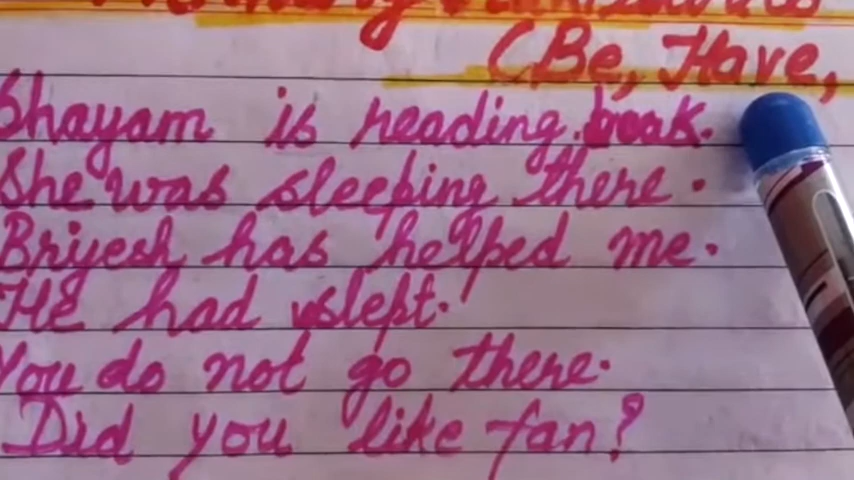 (Be, Have,
Shayam is reading book.
She was sleeping there.
Brijesh has helped me.
He had slept.
You do not go there.
Did you like fan?